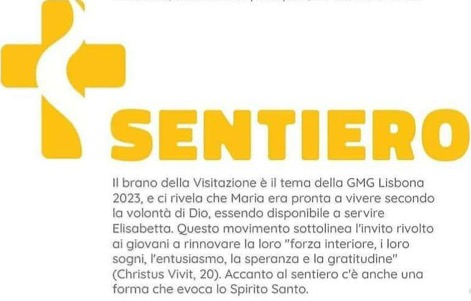 SENTIERO
Il brano della Visitazione è il tema della GMG Lisbona
2023, e ci rivela che Maria era pronta a vivere secondo
la volontà di Dio, essendo disponibile a servire
Elisabetta. Questo movimento sottolinea l'invito rivolto
ai giovani a rinnovare la loro "forza interiore, i loro
sogni, l'entusiasmo, la speranza e la gratitudine"
(Christus Vivit, 20). Accanto al sentiero c'è anche una
forma che evoca lo Spirito Santo.